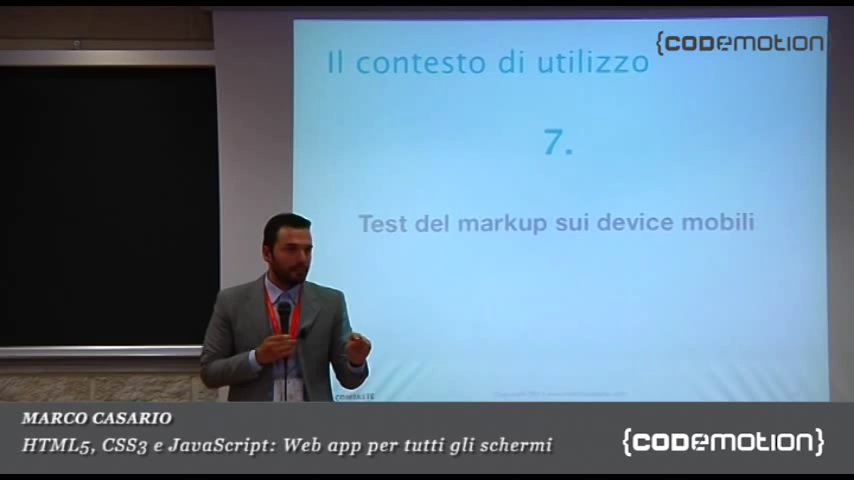 {CODEMOTION}
Il contesto di utilizzo
7.
Test del markup sui device mobili
COMTASTE
MARCO CASARIO
HTML5, CSS3 e JavaScript: Web app per tutti gli schermi
{CODEMOTION}